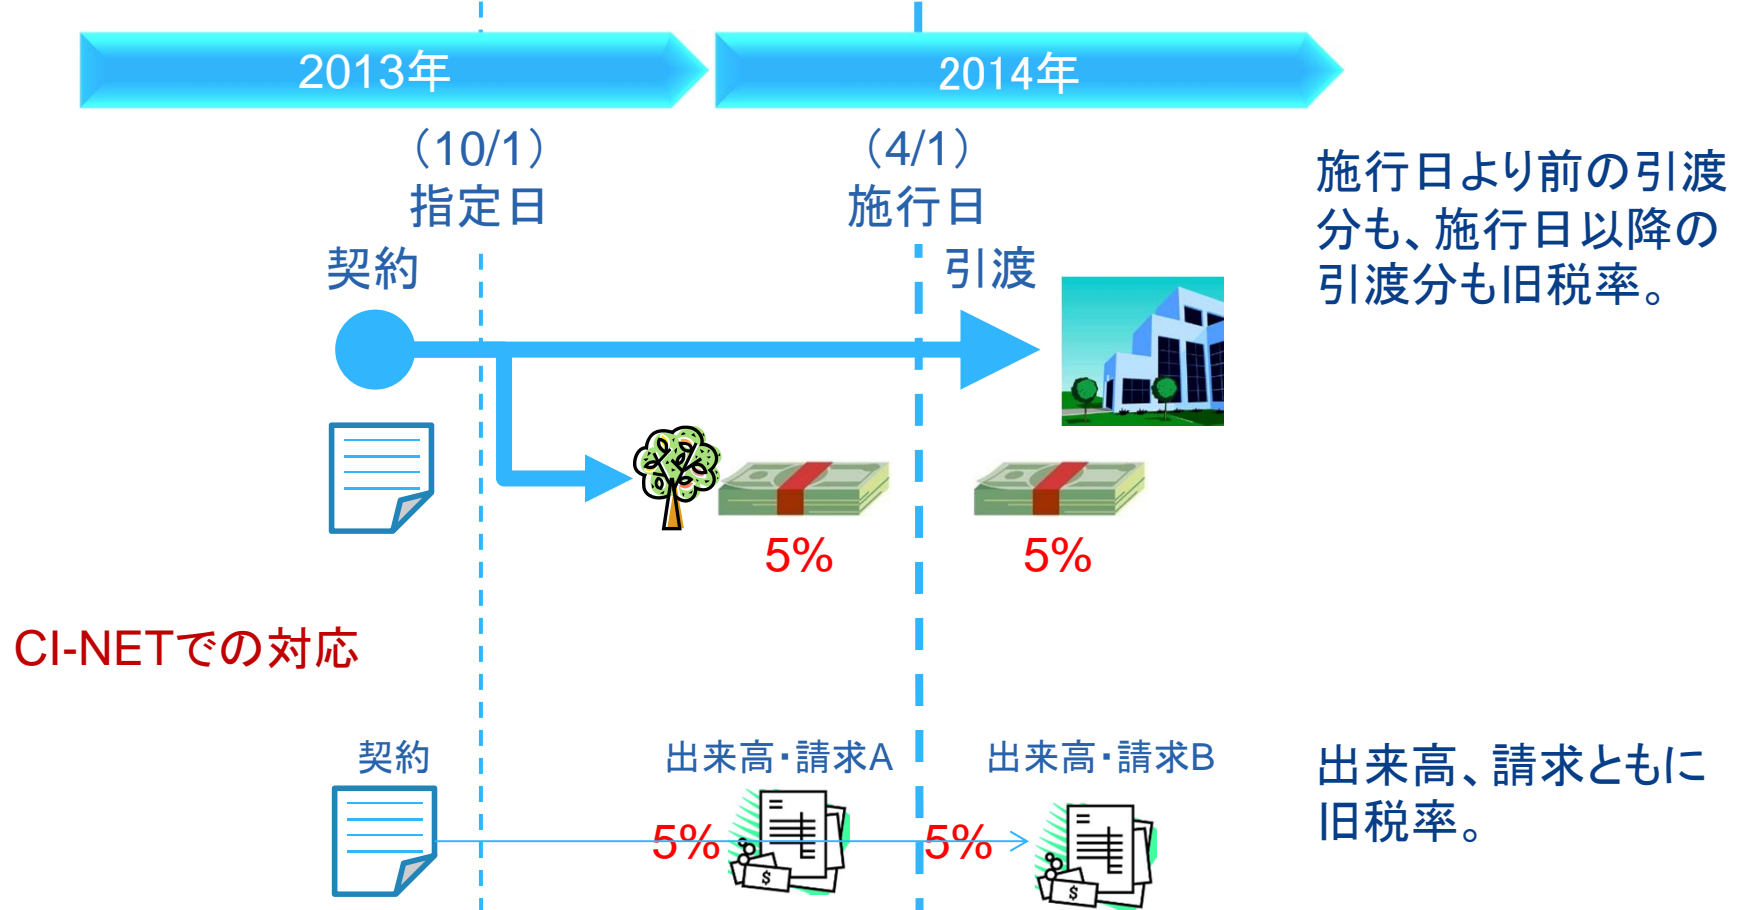 2013年
2014年
（10/1）
指定日
（4/1）
施行日
施行日より前の引渡
分も、施行日以降の
引渡分も旧税率。
契約
引渡
5%
5%
CI-NETでの対応
契約
出来高・請求A
出来高・請求B
5%
$
5%
$
出来高、請求ともに
旧税率。